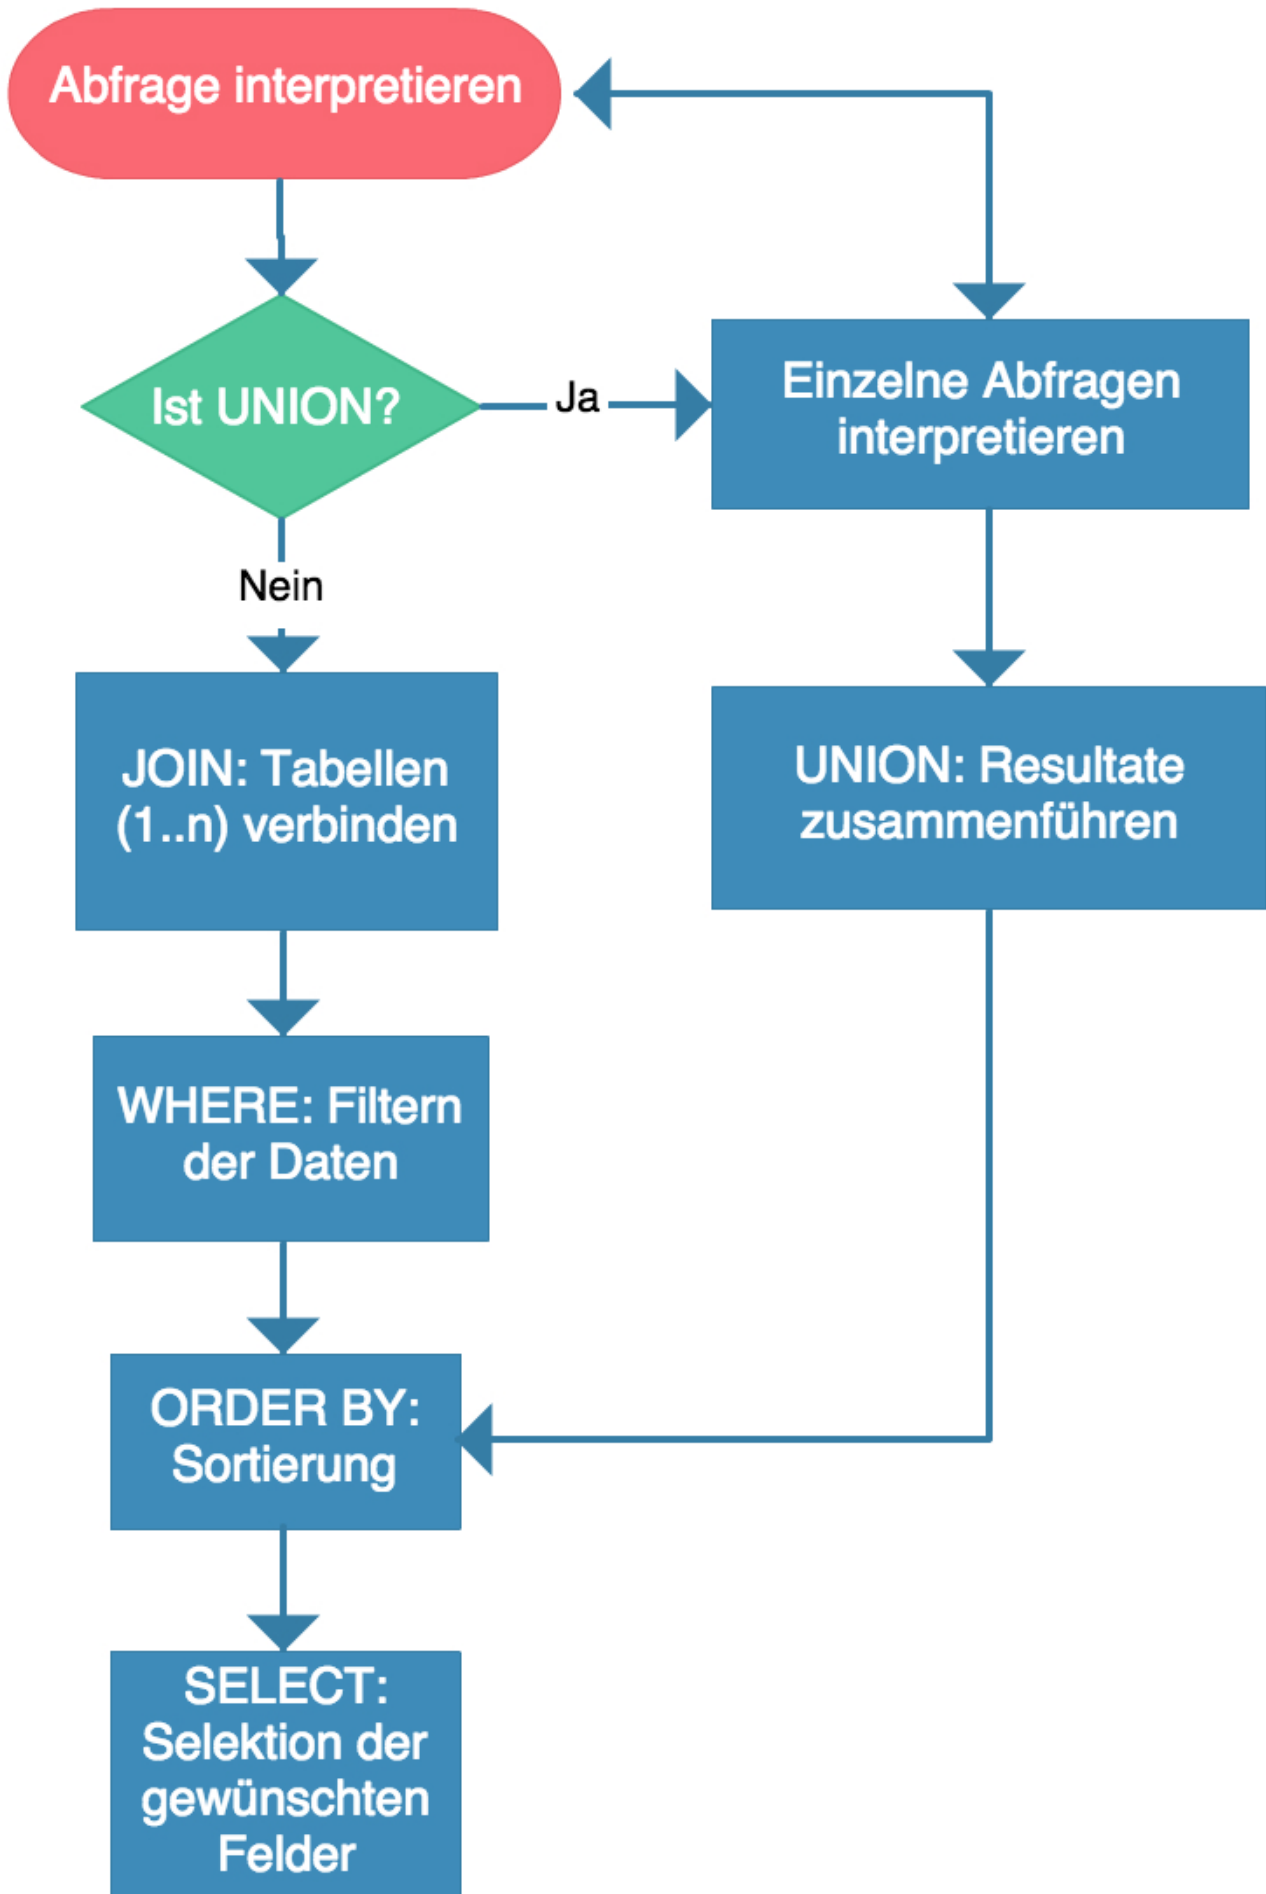 Abfrage interpretieren
Ist UNION?
Ja
Einzelne Abfragen
interpretieren
Nein
JOIN: Tabellen
(1..n) verbinden
UNION: Resultate
zusammenführen
WHERE: Filtern
der Daten
ORDER BY:
Sortierung
SELECT:
Selektion der
gewünschten
Felder